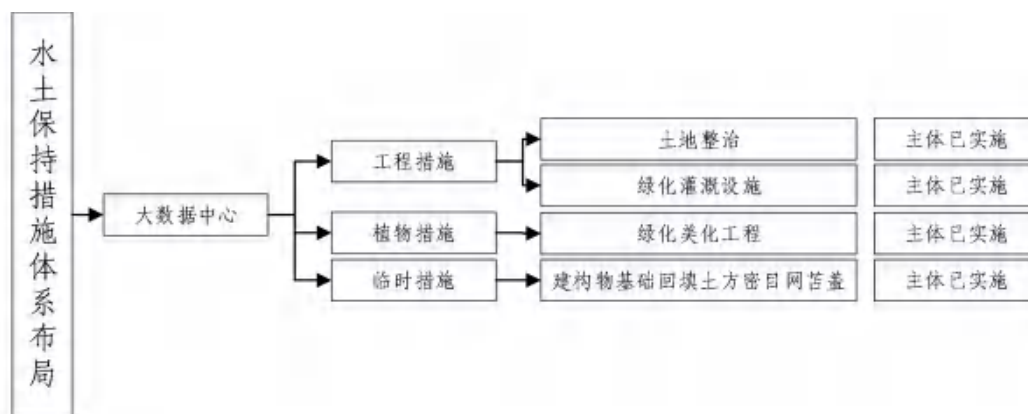 水土保持措施体系布局
大数据中心
工程措施
土地整治
主体已实施
绿化灌溉设施
主体已实施
植物措施
绿化美化工程
主体已实施
临时措施
建构物基础回填土方密目网苫盖
主体已实施